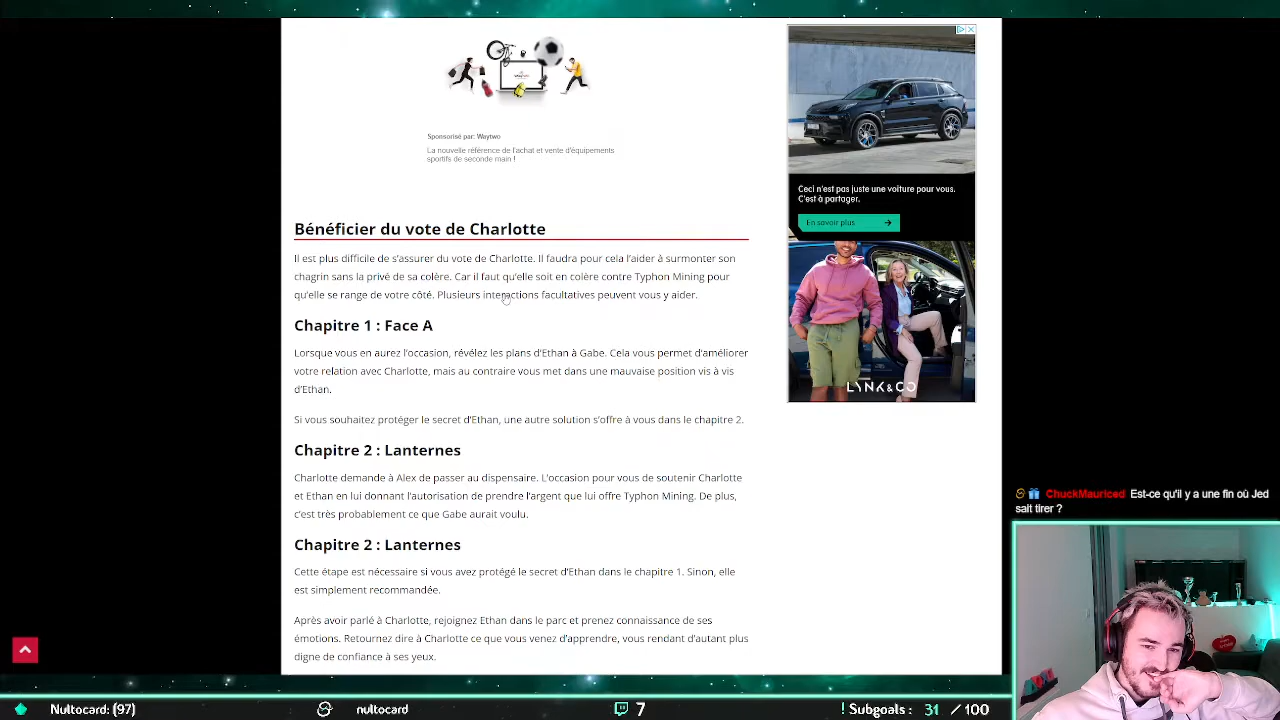 Sponsorisé par: Waytwo
La nouvelle référence de l'achat et vente d'équipements
sportifs de seconde main !
Bénéficier du vote de Charlotte
Il est plus difficile de s'assurer du vote de Charlotte. Il faudra pour cela l'aider à surmonter son
chagrin sans la privé de sa colère. Car il faut qu'elle soit en colère contre Typhon Mining pour
qu'elle se range de votre côté. Plusieurs interactions facultatives peuvent vous y aider.
Chapitre 1 : Face A
Lorsque vous en aurez l'occasion, révélez les plans d'Ethan à Gabe. Cela vous permet d'améliorer
votre relation avec Charlotte, mais au contraire vous met dans une mauvaise position vis à vis
d'Ethan.
Si vous souhaitez protéger le secret d'Ethan, une autre solution s'offre à vous dans le chapitre 2.
Chapitre 2 : Lanternes
Charlotte demande à Alex de passer au dispensaire. L'occasion pour vous de soutenir Charlotte
et Ethan en lui donnant l'autorisation de prendre l'argent que lui offre Typhon Mining. De plus,
c'est très probablement ce que Gabe aurait voulu.
Chapitre 2 : Lanternes
Cette étape est nécessaire si vous avez protégé le secret d'Ethan dans le chapitre 1. Sinon, elle
est simplement recommandée.
Après avoir parlé à Charlotte, rejoignez Ethan dans le parc et prenez connaissance de ses
émotions. Retournez dire à Charlotte ce que vous venez d'apprendre, vous rendant d'autant plus
digne de confiance à ses yeux.
Ceci n'est pas juste une voiture pour vous.
C'est à partager.
En savoir plus
LYNK & CO
ChuckMauriced Est-ce qu'il y a une fin où Jed
sait tirer ?
Nultocard: (97)
nultocard
7
! Subgoals : 31 / 100